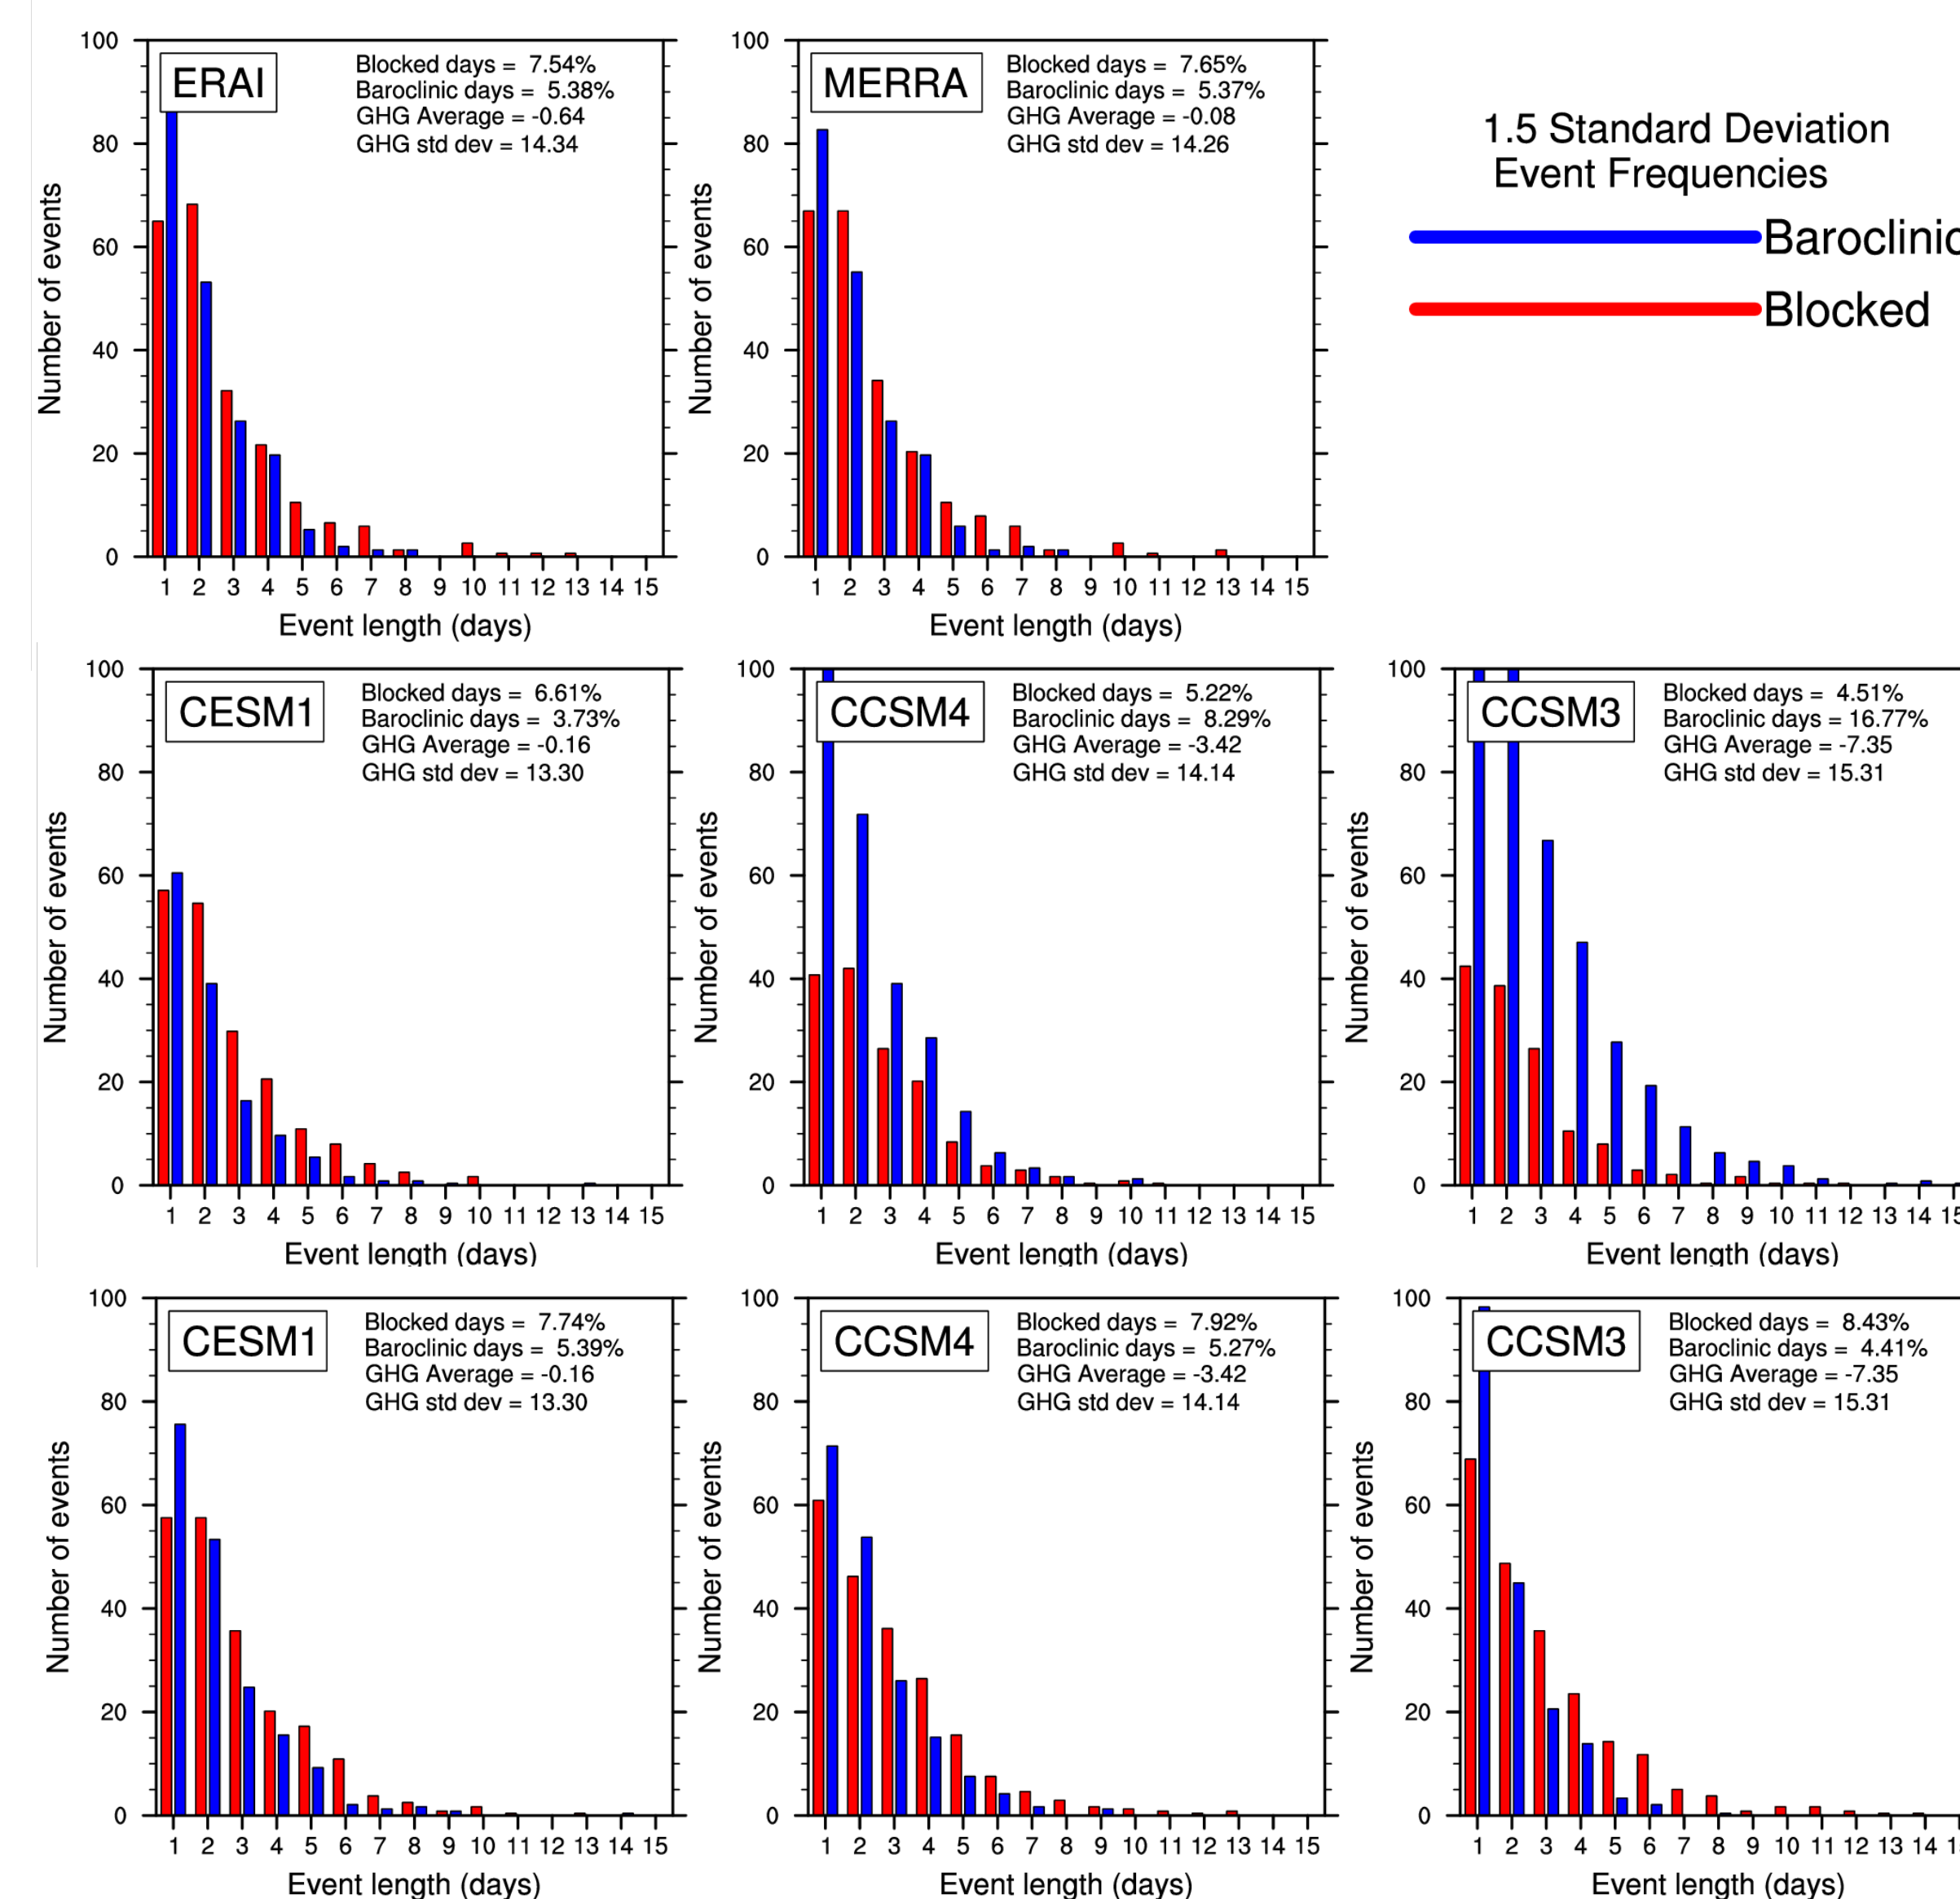 ERAI
Blocked days = 7.54%
Baroclinic days = 5.38%
GHG Average = -0.64
GHG std dev = 14.34
Number of events
100
80
60
40
20
0
1 2 3 4 5 6 7 8 9 10 11 12 13 14 15
Event length (days)
MERRA
Blocked days = 7.65%
Baroclinic days = 5.37%
GHG Average = -0.08
GHG std dev = 14.26
Number of events
100
80
60
40
20
0
1 2 3 4 5 6 7 8 9 10 11 12 13 14 15
Event length (days)
1.5 Standard Deviation
Event Frequencies
Baroclinic
Blocked
CESM1
Blocked days = 6.61%
Baroclinic days = 3.73%
GHG Average = -0.16
GHG std dev = 13.30
Number of events
100
80
60
40
20
0
1 2 3 4 5 6 7 8 9 10 11 12 13 14 15
Event length (days)
CCSM4
Blocked days = 5.22%
Baroclinic days = 8.29%
GHG Average = -3.42
GHG std dev = 14.14
Number of events
100
80
60
40
20
0
1 2 3 4 5 6 7 8 9 10 11 12 13 14 15
Event length (days)
CCSM3
Blocked days = 4.51%
Baroclinic days = 16.77%
GHG Average = -7.35
GHG std dev = 15.31
Number of events
100
80
60
40
20
0
1 2 3 4 5 6 7 8 9 10 11 12 13 14 15
Event length (days)
CESM1
Blocked days = 7.74%
Baroclinic days = 5.39%
GHG Average = -0.16
GHG std dev = 13.30
Number of events
100
80
60
40
20
0
1 2 3 4 5 6 7 8 9 10 11 12 13 14 15
Event length (days)
CCSM4
Blocked days = 7.92%
Baroclinic days = 5.27%
GHG Average = -3.42
GHG std dev = 14.14
Number of events
100
80
60
40
20
0
1 2 3 4 5 6 7 8 9 10 11 12 13 14 15
Event length (days)
CCSM3
Blocked days = 8.43%
Baroclinic days = 4.41%
GHG Average = -7.35
GHG std dev = 15.31
Number of events
100
80
60
40
20
0
1 2 3 4 5 6 7 8 9 10 11 12 13 14
Event length (days)